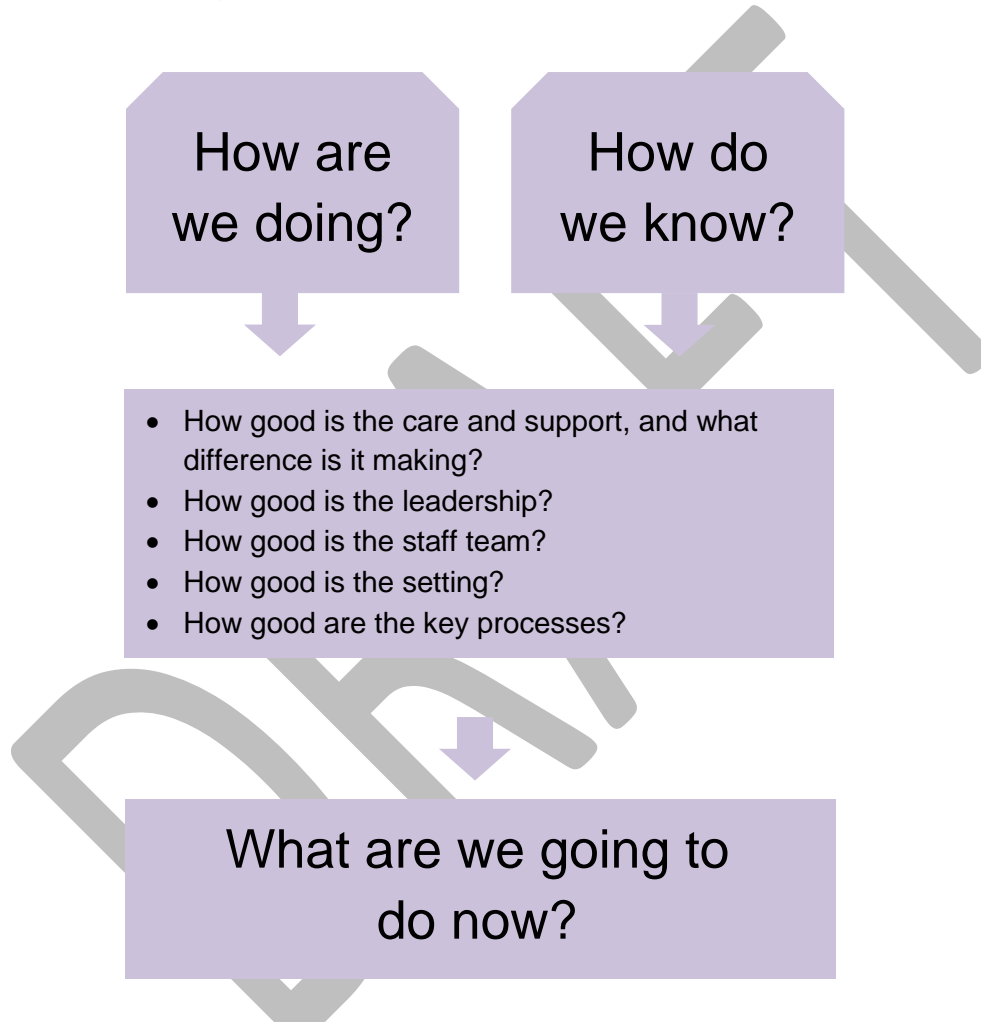 How are
we doing?
How do
we know?
• How good is the care and support, and what
difference is it making?
• How good is the leadership?
• How good is the staff team?
• How good is the setting?
• How good are the key processes?
What are we going to
do now?
DRAFT